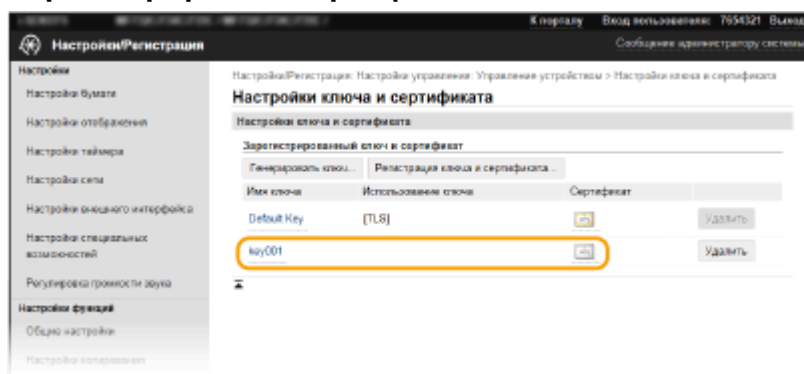 К порталу Вход пользователя: 7654321 Выход
Настройки/Регистрация
Сообщение администратору системы
Настройки
Настройки бумаги
Настройки отображения
Настройки таймера
Настройки сети
Настройки внешнего интерфейса
Настройки специальных
возможностей
Регулировка громкости звука
Настройки функций
Общие настройки
Настройки копирования
Настройки/Регистрация: Настройки управления: Управление устройством > Настройки ключа и сертификата
Настройки ключа и сертификата
Настройки ключа и сертификата
Зарегистрированный ключ и сертификат
Генерировать ключ... Регистрация ключа и сертификата...
Имя ключа Использование ключа Сертификат
Default Key [TLS] Удалить
key001 Удалить